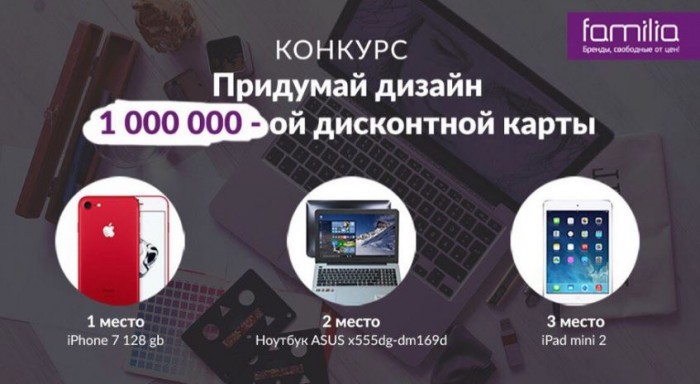 familia
Бренды, свободные от цен!
КОНКУРС
Придумай дизайн
1 000 000 -ой дисконтной карты
1 место
iPhone 7 128 gb
2 место
Ноутбук ASUS x555dg-dm169d
3 место
iPad mini 2